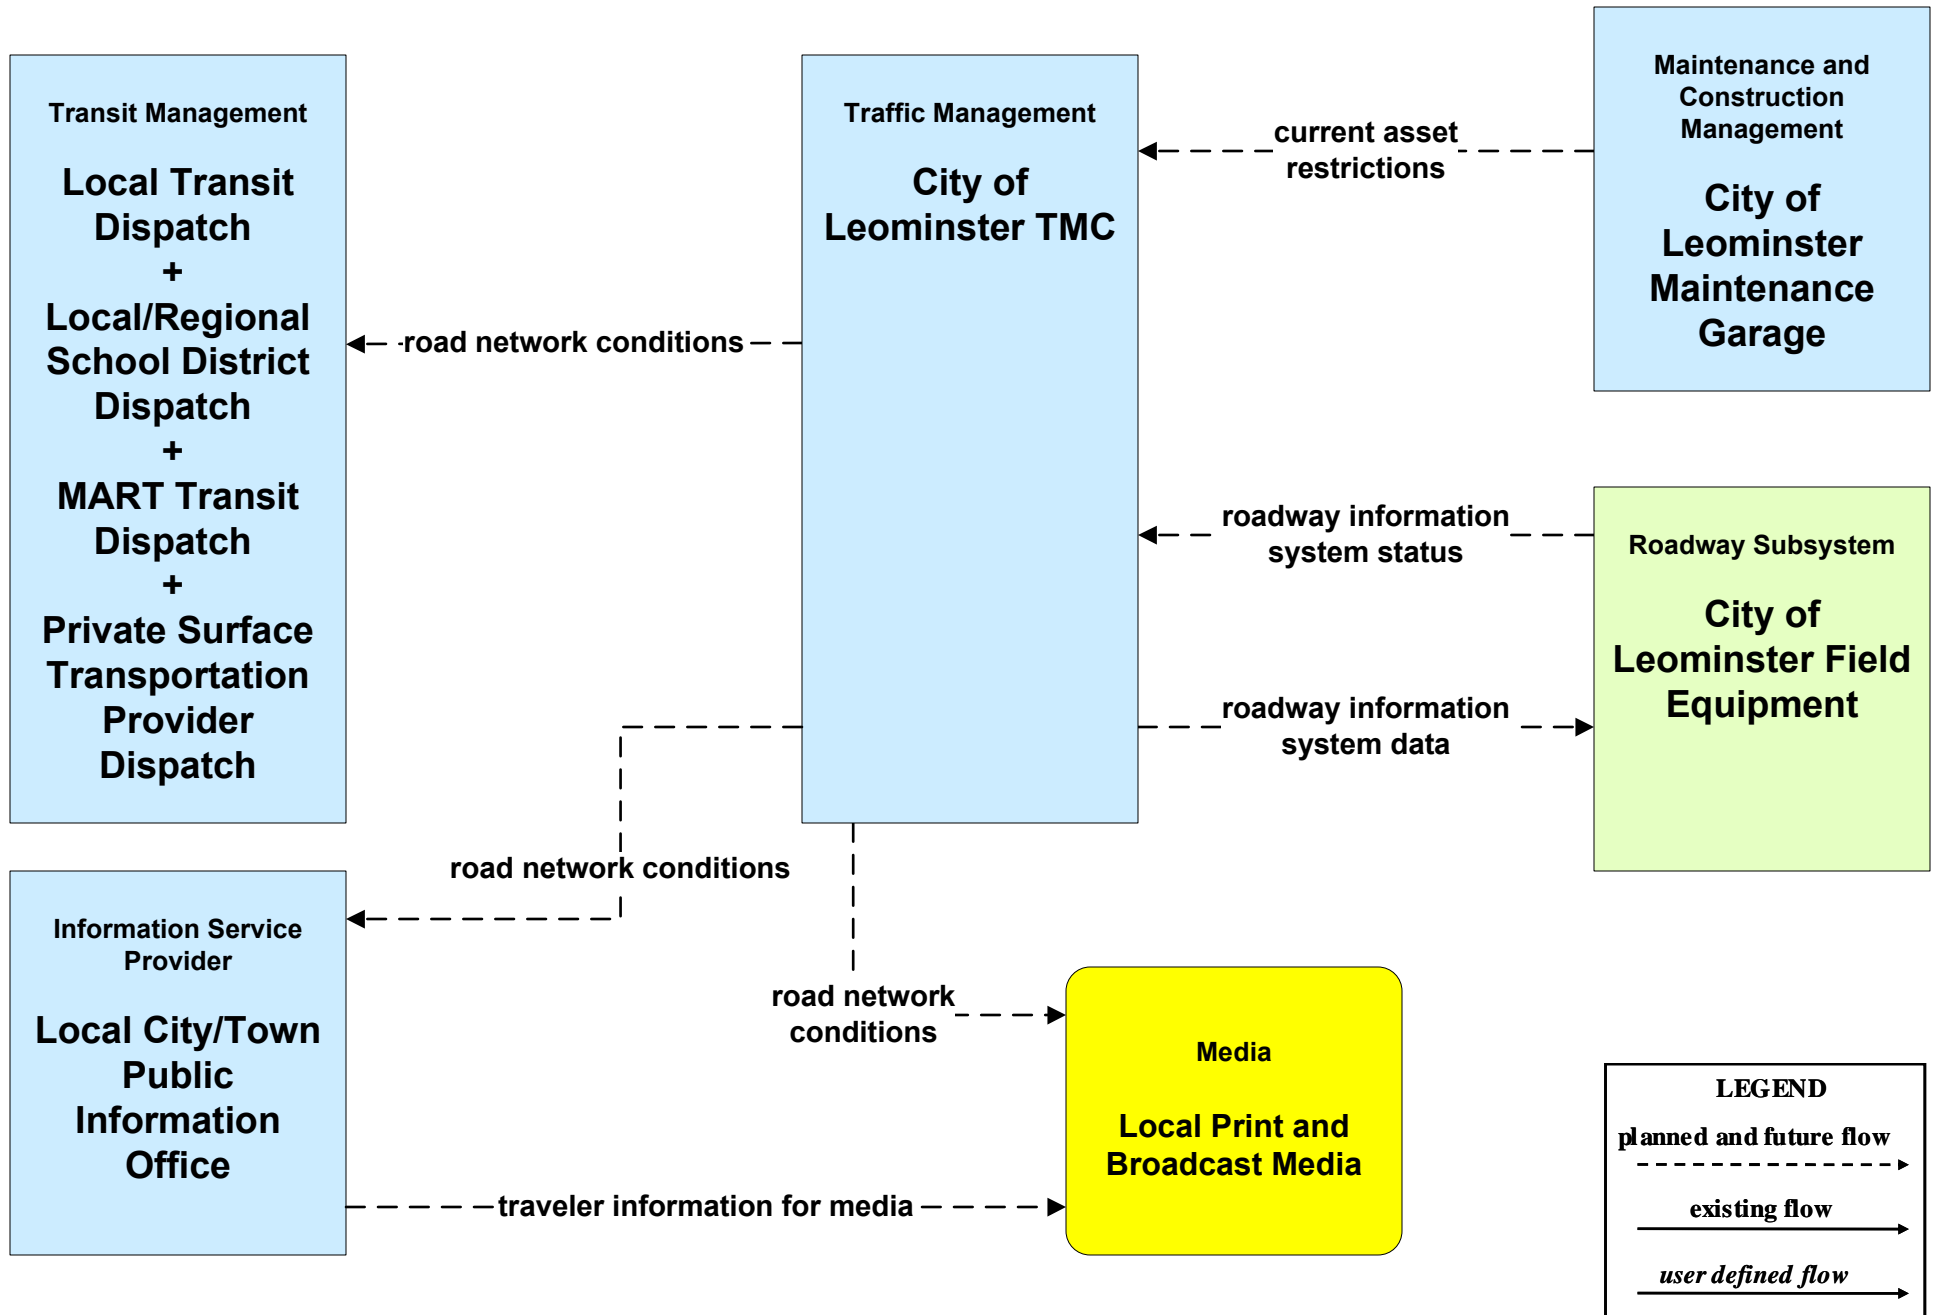 Transit Management
Local Transit
Dispatch
+
Local/Regional
School District
Dispatch
+
MART Transit
Dispatch
+
Private Surface
Transportation
Provider
Dispatch
road network conditions
Traffic Management
City of
Leominster TMC
current asset
restrictions
Maintenance and
Construction
Management
City of
Leominster
Maintenance
Garage
roadway information
system status
roadway information
system data
Roadway Subsystem
City of
Leominster Field
Equipment
road network conditions
Information Service
Provider
Local City/Town
Public
Information
Office
road network
conditions
traveler information for media
Media
Local Print and
Broadcast Media
LEGEND
planned and future flow
existing flow
user defined flow